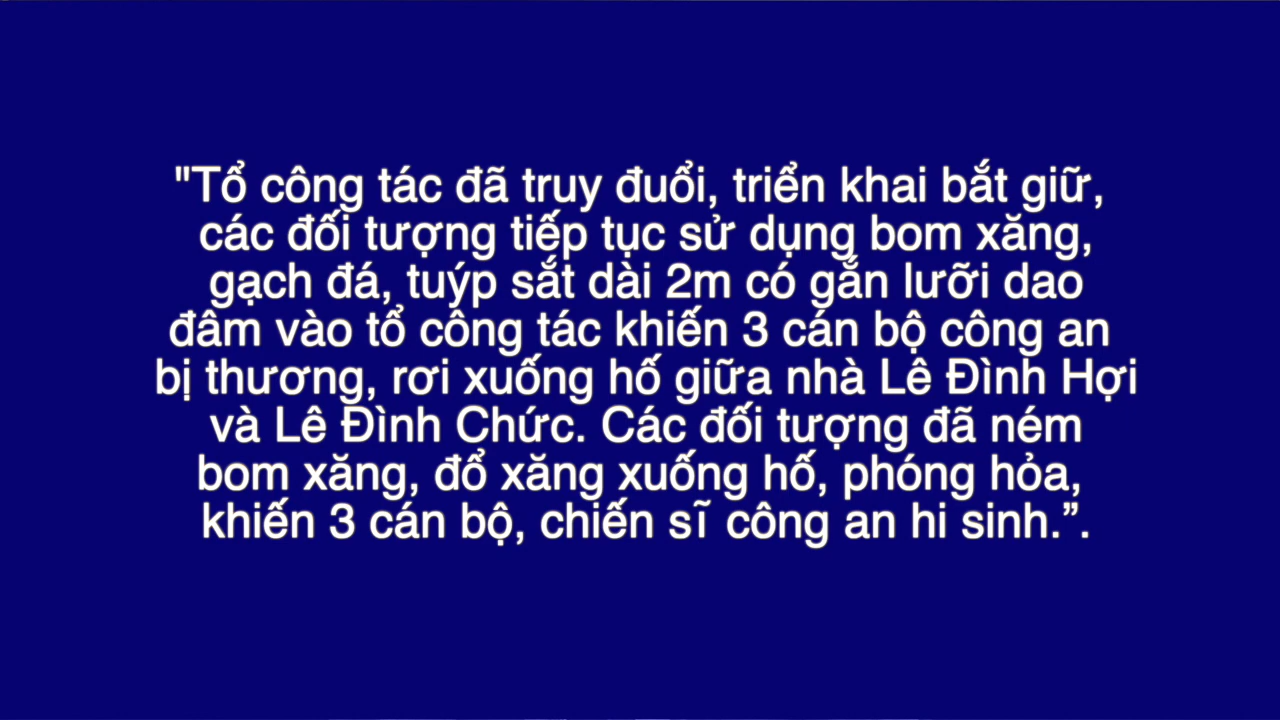 "Tổ công tác đã truy đuổi, triển khai bắt giữ,
các đối tượng tiếp tục sử dụng bom xăng,
gạch đá, tuýp sắt dài 2m có gắn lưỡi dao
đâm vào tổ công tác khiến 3 cán bộ công an
bị thương, rơi xuống hố giữa nhà Lê Đình Hợi
và Lê Đình Chức. Các đối tượng đã ném
bom xăng, đổ xăng xuống hố, phóng hỏa,
khiến 3 cán bộ, chiến sĩ công an hi sinh.”.